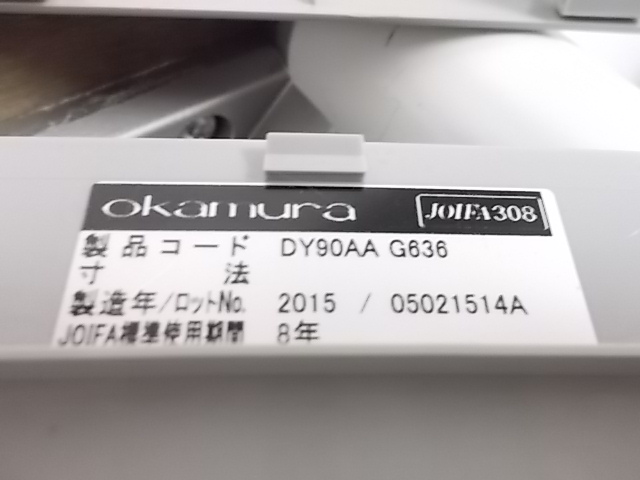 okamura JOIFA308
製品コード DY90AA G636
寸法
製造年/ロットNo. 2015 / 05021514A
JOIFA標準使用期間 8年